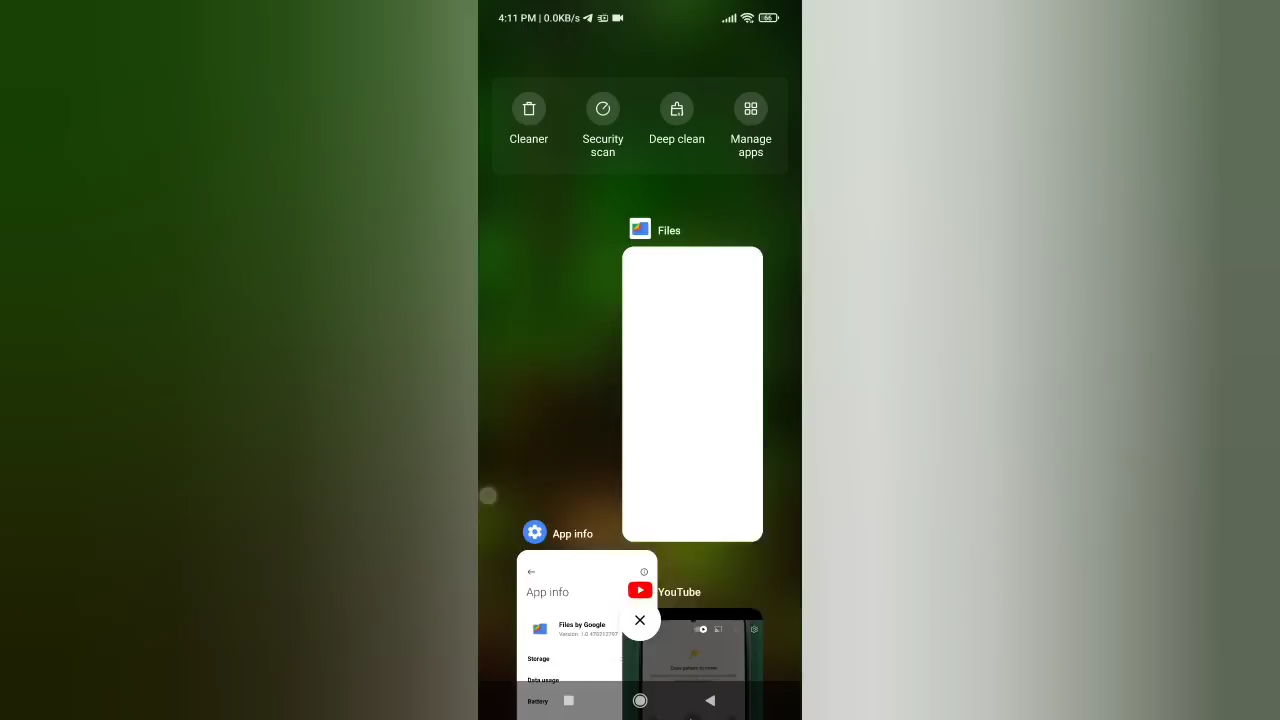 4:11 PM | 0.0KB/s
66
Cleaner
Security
scan
Deep clean
Manage
apps
Files
App info
App info
Files by Google
Storage
Data usage
Battery
YouTube